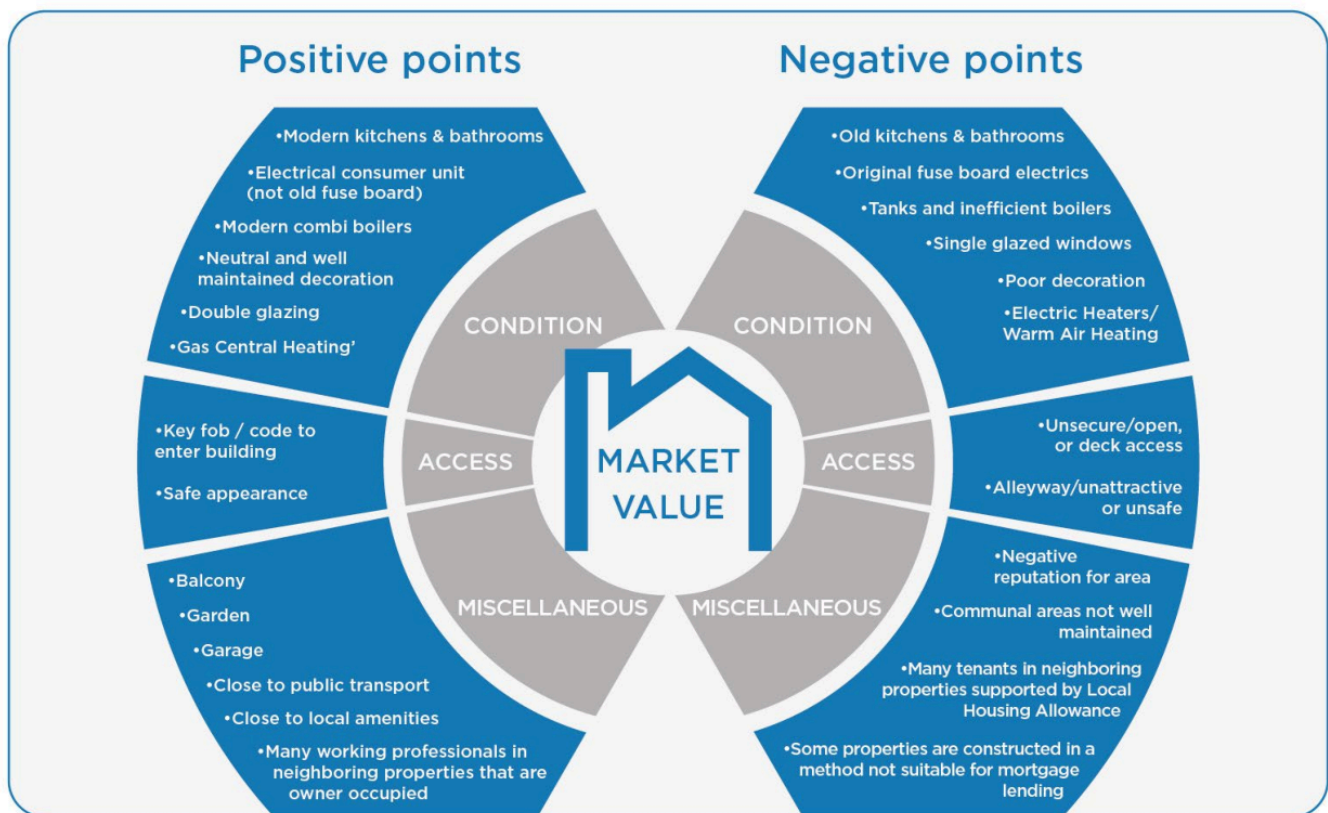 Positive points
•Modern kitchens & bathrooms
•Electrical consumer unit
(not old fuse board)
•Modern combi boilers
•Neutral and well
maintained decoration
•Double glazing
•Gas Central Heating’
CONDITION
•Key fob / code to
enter building
•Safe appearance
ACCESS
•Balcony
•Garden
•Garage
•Close to public transport
•Close to local amenities
•Many working professionals in
neighboring properties that are
owner occupied
MISCELLANEOUS
MARKET
VALUE
Negative points
•Old kitchens & bathrooms
•Original fuse board electrics
•Tanks and inefficient boilers
•Single glazed windows
•Poor decoration
•Electric Heaters/
Warm Air Heating
CONDITION
•Unsecure/open,
or deck access
•Alleyway/unattractive
or unsafe
ACCESS
•Negative
reputation for area
•Communal areas not well
maintained
•Many tenants in neighboring
properties supported by Local
Housing Allowance
•Some properties are constructed in a
method not suitable for mortgage
lending
MISCELLANEOUS